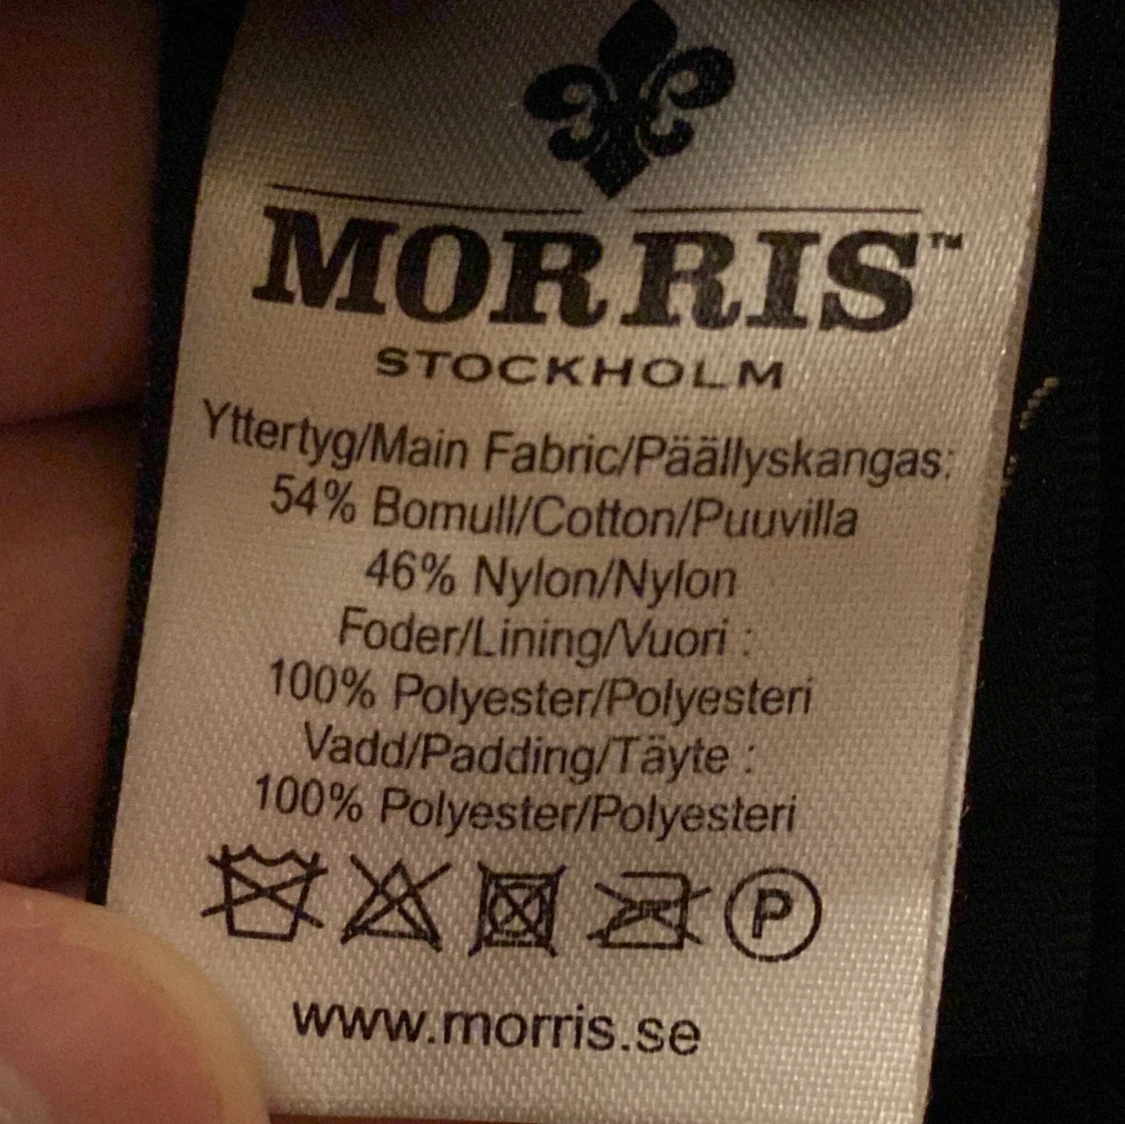 MORRIS™
STOCKHOLM
Yttertyg/Main Fabric/Päällyskangas:
54% Bomull/Cotton/Puuvilla
46% Nylon/Nylon
Foder/Lining/Vuori :
100% Polyester/Polyesteri
Vadd/Padding/Täyte :
100% Polyester/Polyesteri
P
www.morris.se